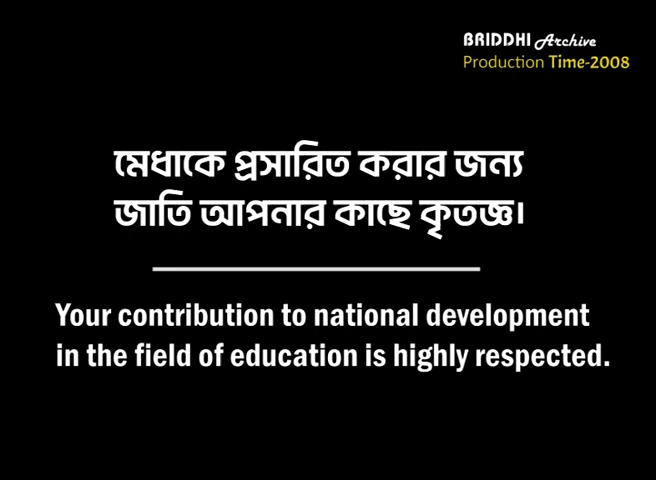 BRIDDHI Archive
Production Time-2008
মেধাকে প্রসারিত করার জন্য
জাতি আপনার কাছে কৃতজ্ঞ।
Your contribution to national development
in the field of education is highly respected.